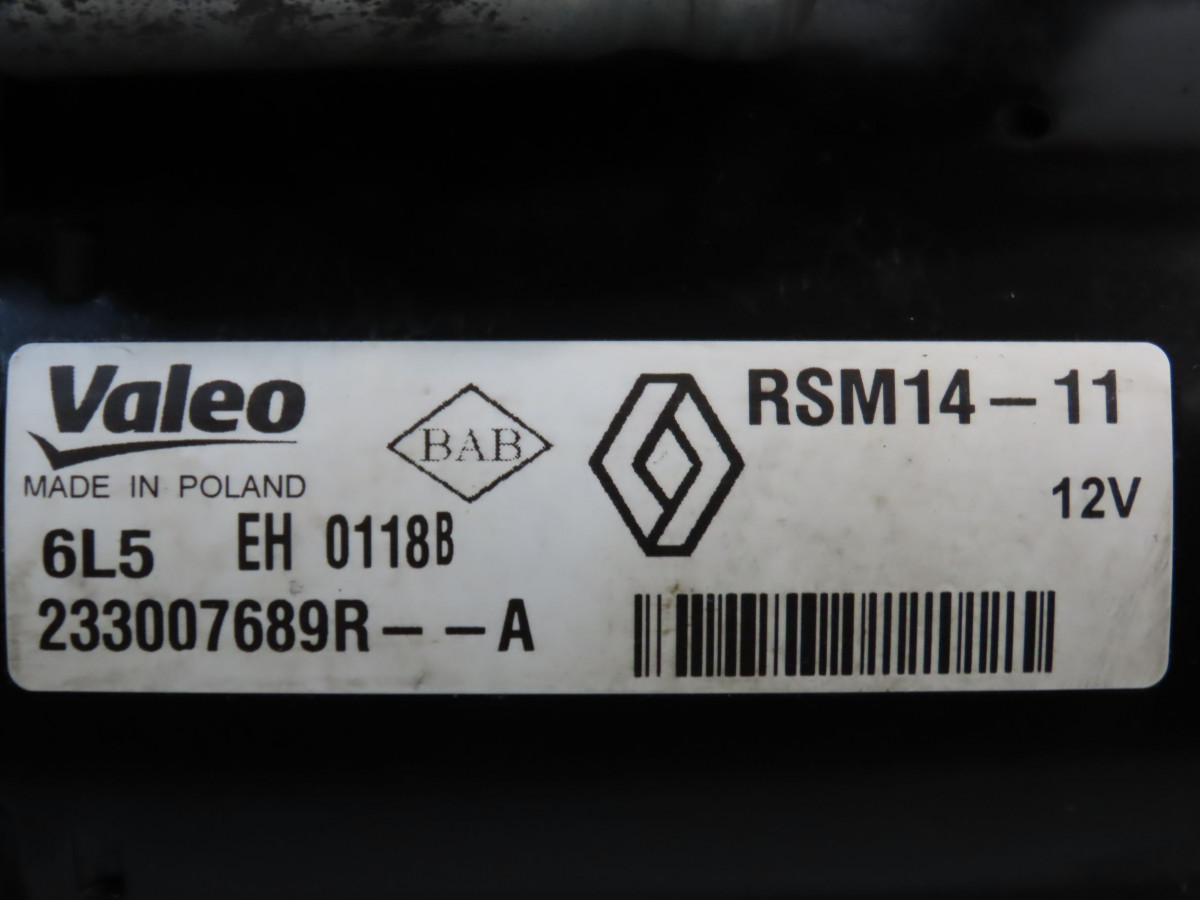 Valeo
MADE IN POLAND
BAB
RSM14-11
12V
6L5 EH 0118B
233007689R--A